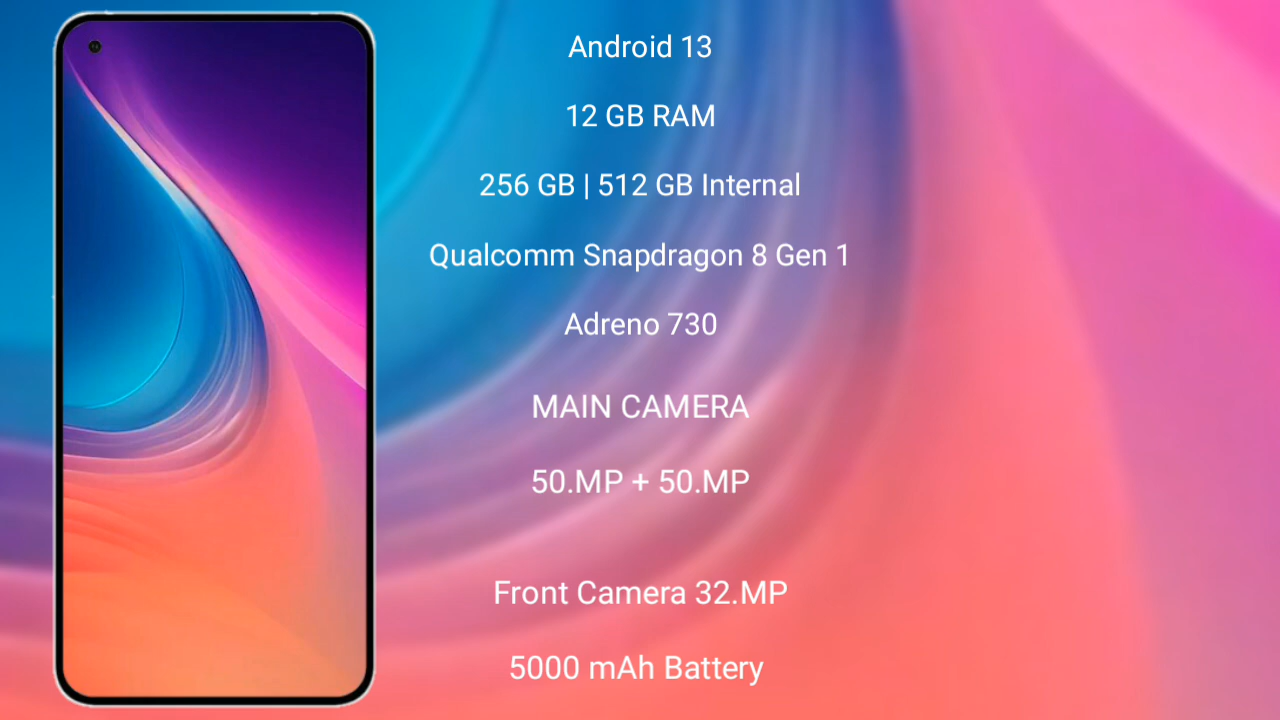 Android 13
12 GB RAM
256 GB | 512 GB Internal
Qualcomm Snapdragon 8 Gen 1
Adreno 730
MAIN CAMERA
50.MP + 50.MP
Front Camera 32.MP
5000 mAh Battery